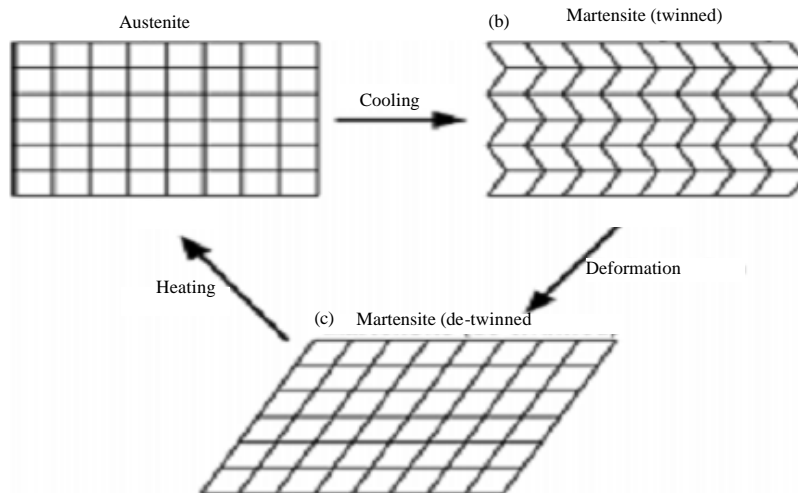 Austenite
(b) Martensite (twinned)
Cooling
Deformation
Heating
(c) Martensite (de-twinned